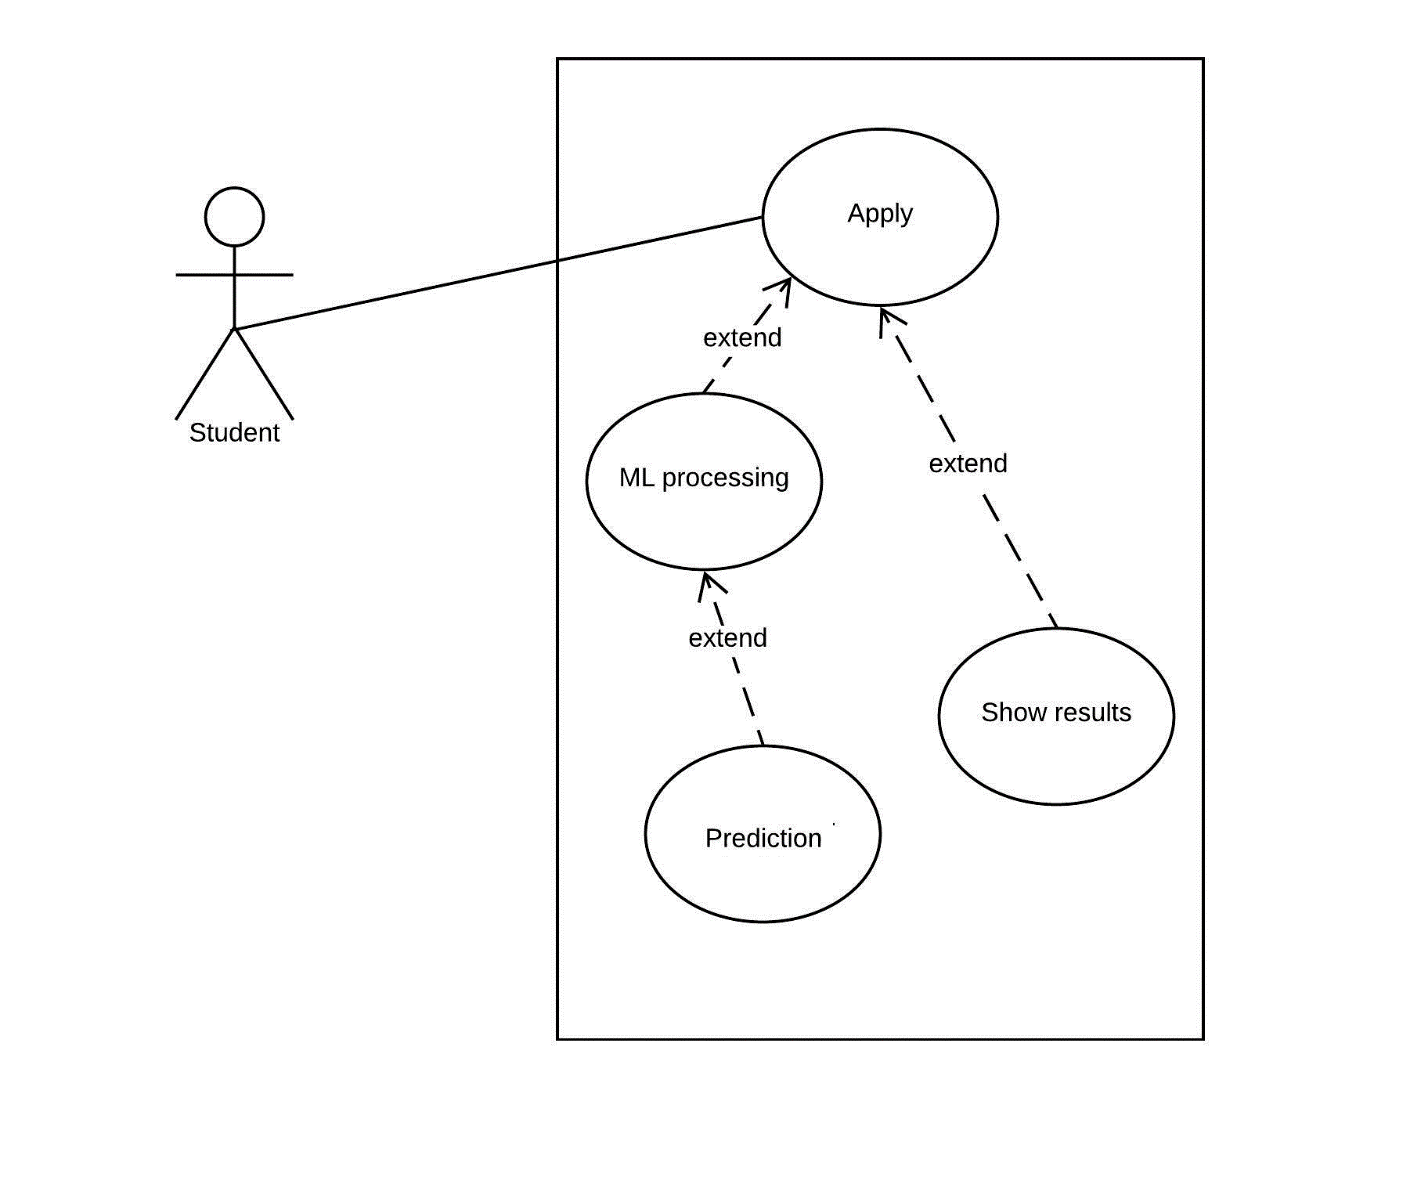 Apply
extend
Student
extend
ML processing
extend
Show results
Prediction